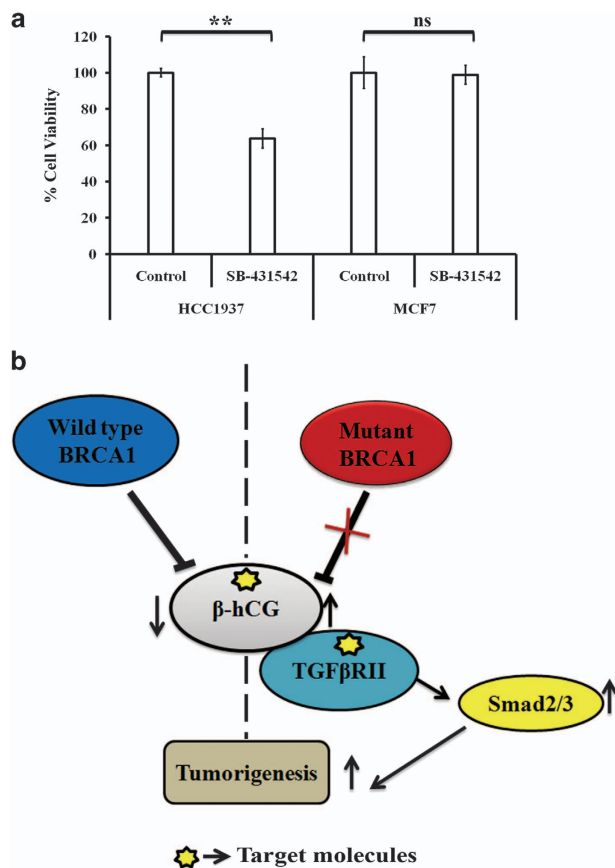 a
**
ns
% Cell Viability
120
100
80
60
40
20
0
Control
SB-431542
Control
SB-431542
HCC1937
MCF7
b
Wild type
BRCA1
Mutant
BRCA1
β-hCG
TGFβRII
Smad2/3
Tumorigenesis
Target molecules